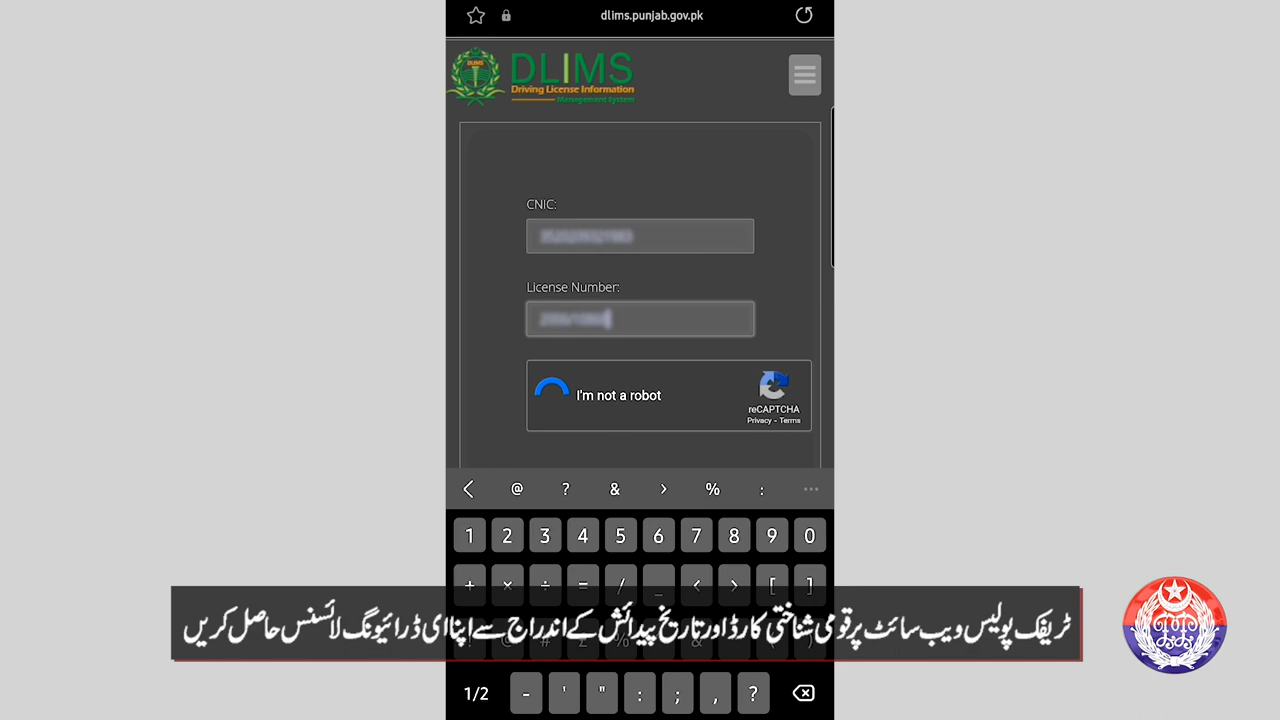 dlims.punjab.gov.pk
DLIMS
DLIMS
Driving License Information
Management System
CNIC:
License Number:
I'm not a robot
reCAPTCHA
Privacy - Terms
@ ? & > % : ...
1 2 3 4 5 6 7 8 9 0
+ × ÷ = / _ < > [ ]
ٹریفک پولیس ویب سائٹ پر قومی شناختی کارڈ اور تاریخ پیدائش کے اندراج سے اپنا ای ڈرائیونگ لائسنس حاصل کریں
1/2 - ' " : ; , ?